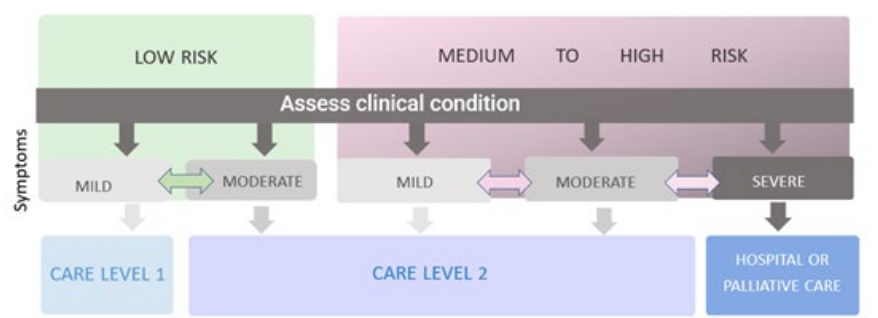 LOW RISK
MEDIUM TO HIGH RISK
Assess clinical condition
Symptoms
MILD
MODERATE
MILD
MODERATE
SEVERE
CARE LEVEL 1
CARE LEVEL 2
HOSPITAL OR
PALLIATIVE CARE